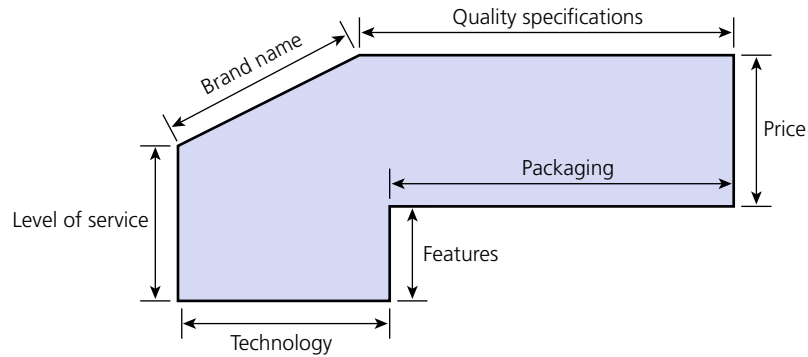 Quality specifications
Brand name
Price
Packaging
Level of service
Features
Technology